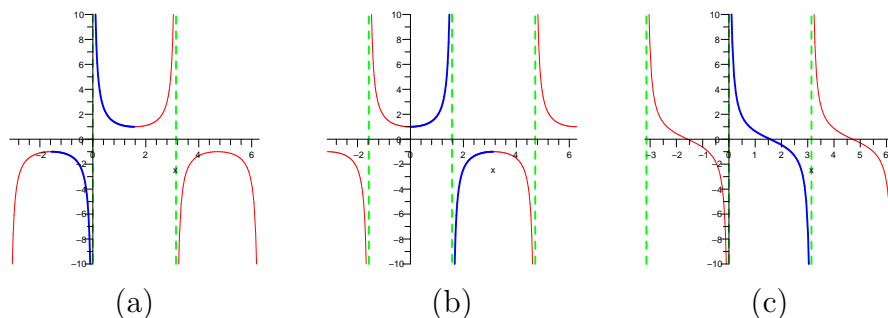 10 8 6 4 2 −2 0 2 4 6 x −2 −4 −6 −8 −10
10 8 6 4 2 0 2 4 6 x −2 −4 −6 −8 −10
10 8 6 4 2 −3 −2 −1 0 1 2 3 4 5 6 x −2 −4 −6 −8 −10
(a) (b) (c)